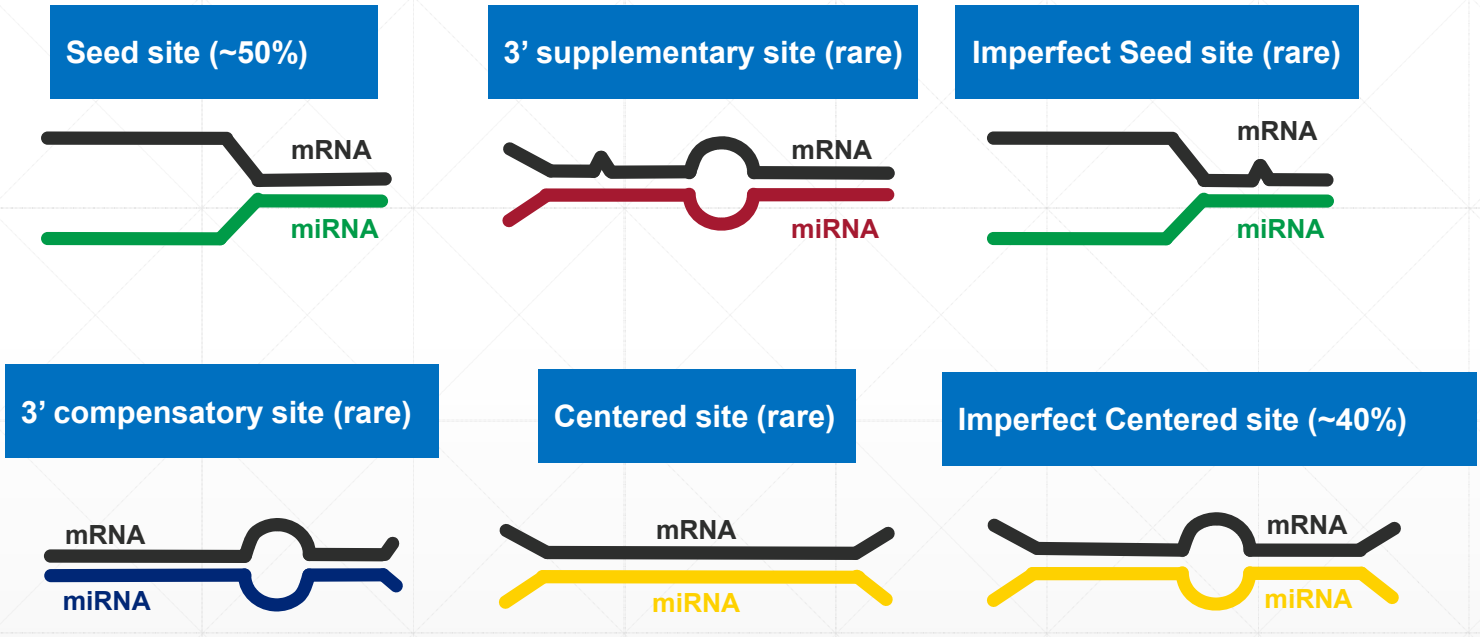 Seed site (~50%)
3’ supplementary site (rare)
Imperfect Seed site (rare)
mRNA
miRNA
mRNA
miRNA
mRNA
miRNA
3’ compensatory site (rare)
Centered site (rare)
Imperfect Centered site (~40%)
mRNA
miRNA
mRNA
miRNA
mRNA
miRNA